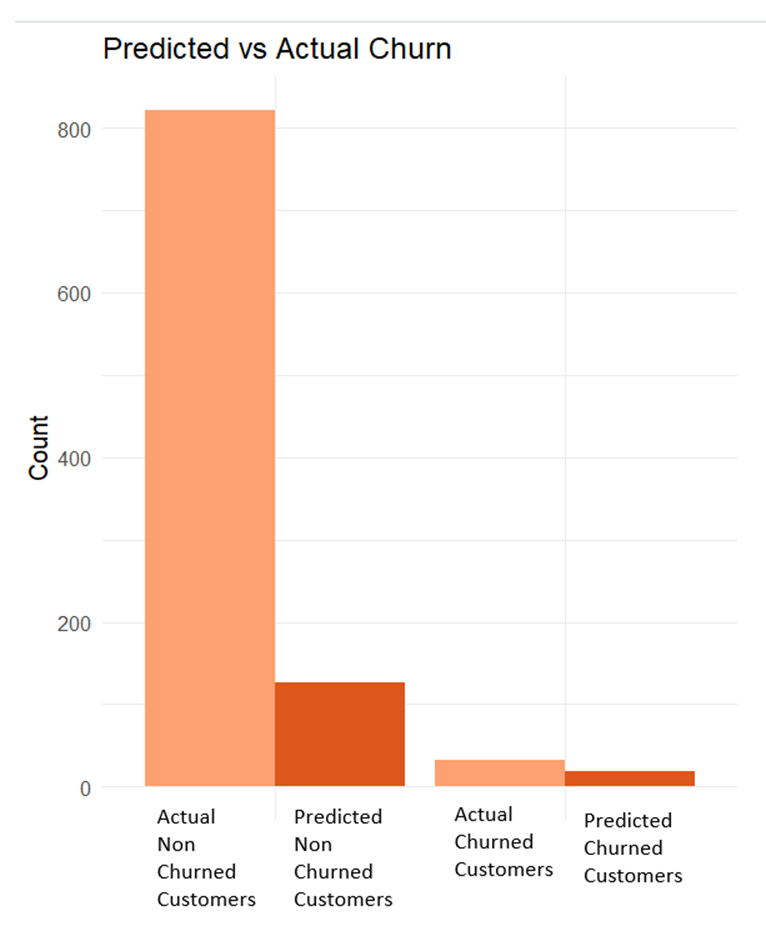 Predicted vs Actual Churn
800
600
400
200
0
Count
Actual
Non
Churned
Customers
Predicted
Non
Churned
Customers
Actual
Churned
Customers
Predicted
Churned
Customers